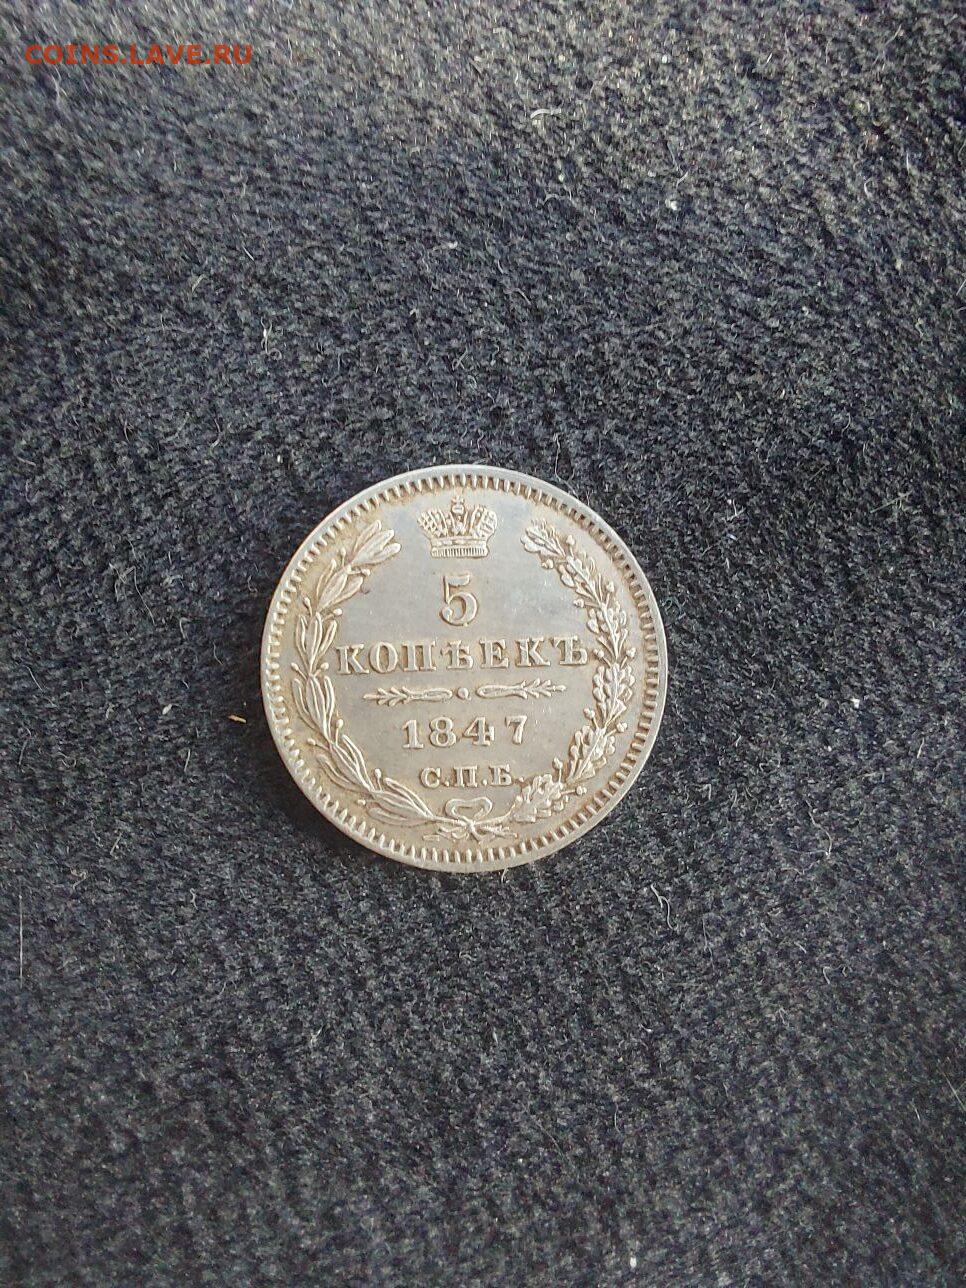 COINS.LAVE.RU
5
КОПѢЕКЪ
1847
С.П.Б.